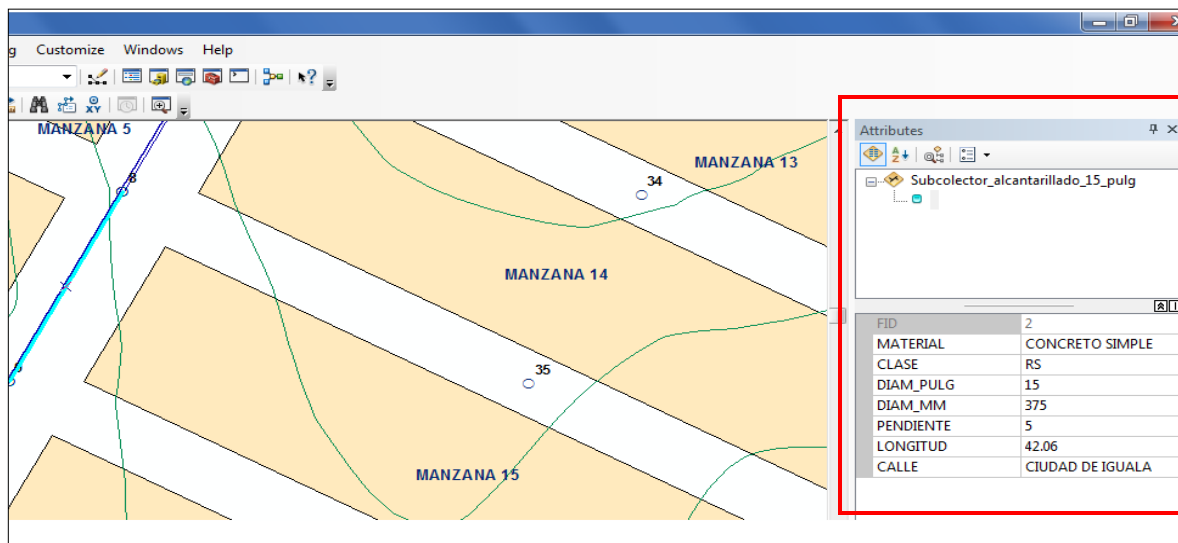 g Customize Windows Help
XY
MANZANA 5
8
MANZANA 13
34
MANZANA 14
35
MANZANA 15
Attributes
Subcolector_alcantarillado_15_pulg
FID 2
MATERIAL CONCRETO SIMPLE
CLASE RS
DIAM_PULG 15
DIAM_MM 375
PENDIENTE 5
LONGITUD 42.06
CALLE CIUDAD DE IGUALA